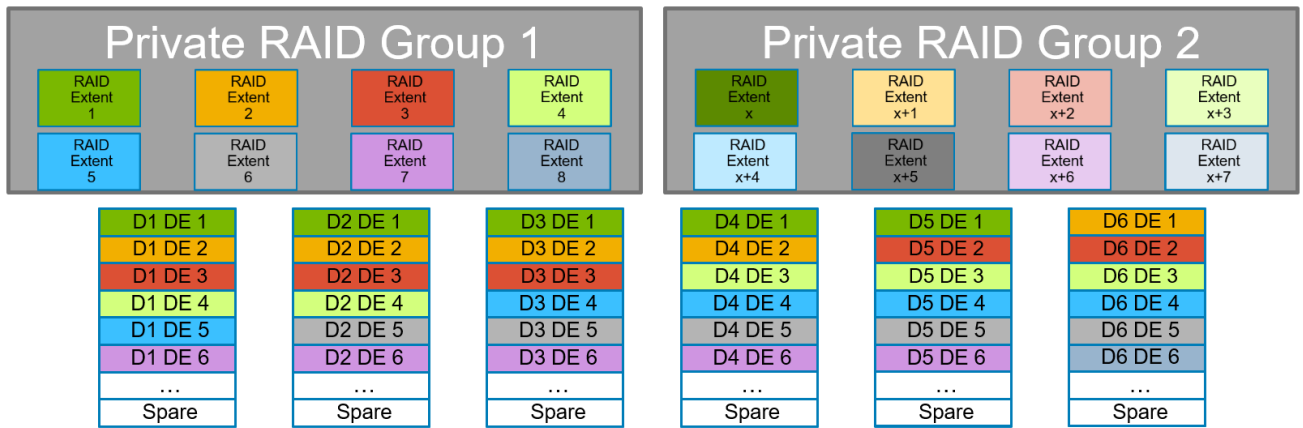 Private RAID Group 1
RAID Extent 1
RAID Extent 2
RAID Extent 3
RAID Extent 4
RAID Extent 5
RAID Extent 6
RAID Extent 7
RAID Extent 8
Private RAID Group 2
RAID Extent x
RAID Extent x+1
RAID Extent x+2
RAID Extent x+3
RAID Extent x+4
RAID Extent x+5
RAID Extent x+6
RAID Extent x+7
D1 DE 1
D1 DE 2
D1 DE 3
D1 DE 4
D1 DE 5
D1 DE 6
...
Spare
D2 DE 1
D2 DE 2
D2 DE 3
D2 DE 4
D2 DE 5
D2 DE 6
...
Spare
D3 DE 1
D3 DE 2
D3 DE 3
D3 DE 4
D3 DE 5
D3 DE 6
...
Spare
D4 DE 1
D4 DE 2
D4 DE 3
D4 DE 4
D4 DE 5
D4 DE 6
...
Spare
D5 DE 1
D5 DE 2
D5 DE 3
D5 DE 4
D5 DE 5
D5 DE 6
...
Spare
D6 DE 1
D6 DE 2
D6 DE 3
D6 DE 4
D6 DE 5
D6 DE 6
...
Spare